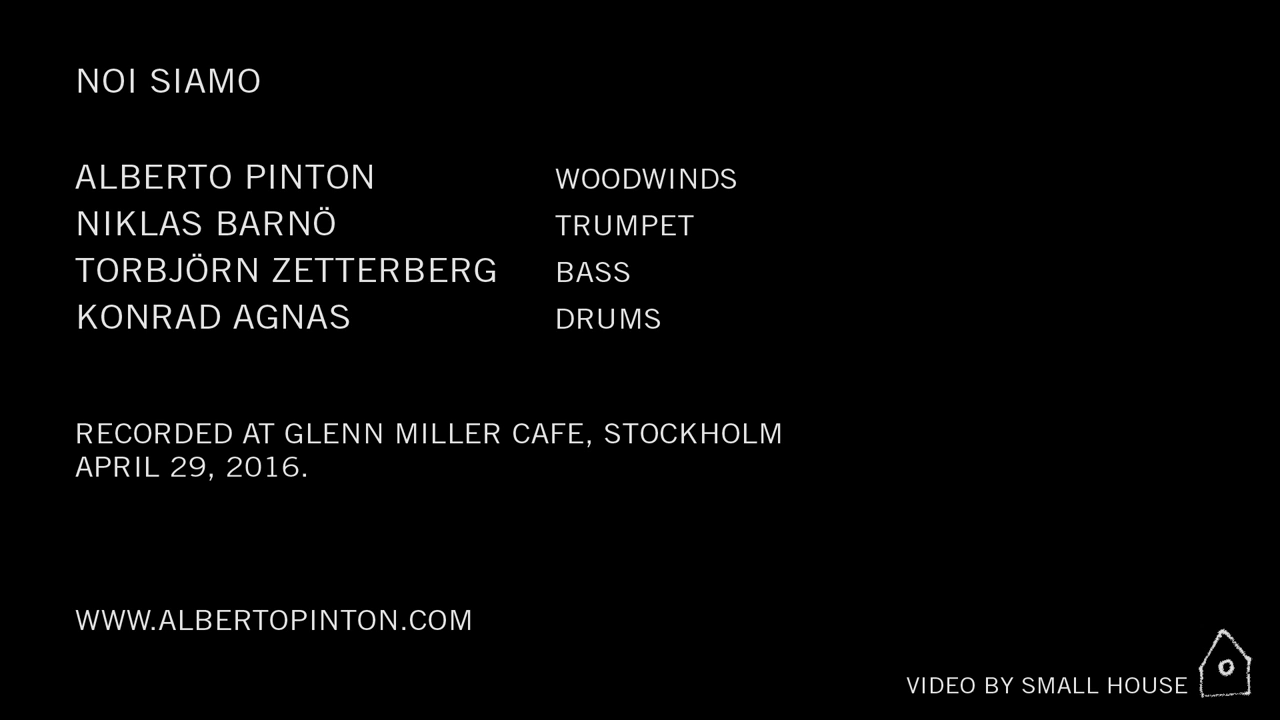 NOI SIAMO
ALBERTO PINTON WOODWINDS
NIKLAS BARNÖ TRUMPET
TORBJÖRN ZETTERBERG BASS
KONRAD AGNAS DRUMS
RECORDED AT GLENN MILLER CAFE, STOCKHOLM
APRIL 29, 2016.
WWW.ALBERTOPINTON.COM
VIDEO BY SMALL HOUSE